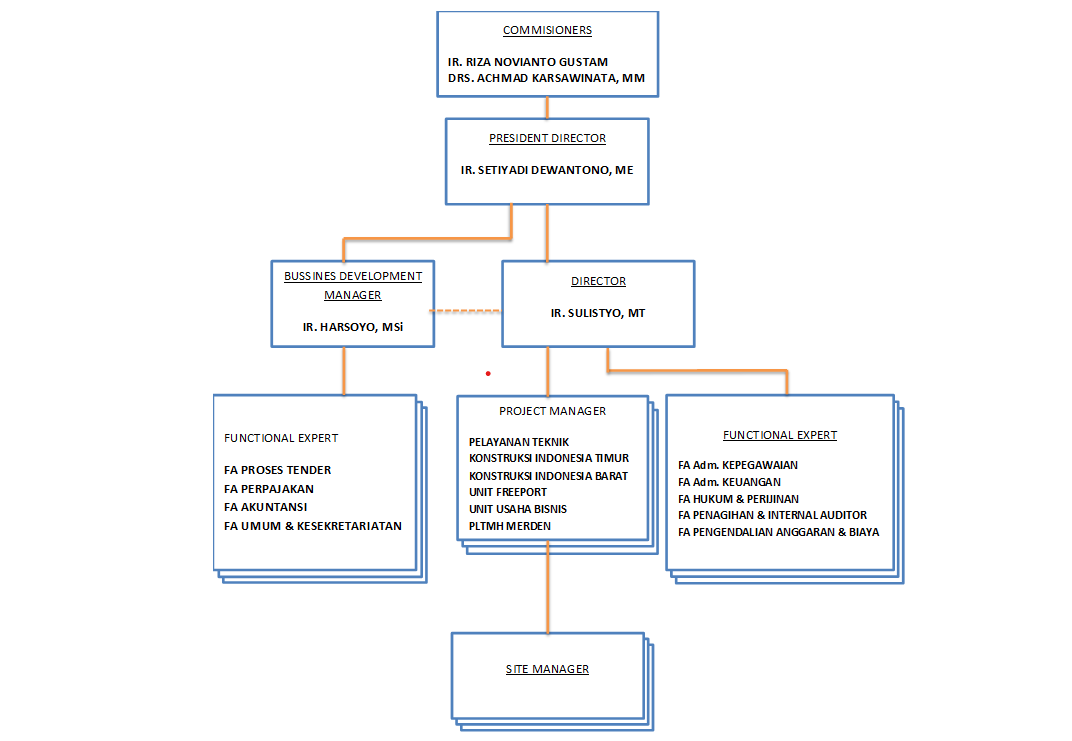 COMMISIONERS
IR. RIZA NOVIANTO GUSTAM
DRS. ACHMAD KARSAWINATA, MM
PRESIDENT DIRECTOR
IR. SETIYADI DEWANTONO, ME
BUSSINES DEVELOPMENT
MANAGER
IR. HARSOYO, MSi
DIRECTOR
IR. SULISTYO, MT
FUNCTIONAL EXPERT
FA PROSES TENDER
FA PERPAJAKAN
FA AKUNTANSI
FA UMUM & KESEKRETARIATAN
PROJECT MANAGER
PELAYANAN TEKNIK
KONSTRUKSI INDONESIA TIMUR
KONSTRUKSI INDONESIA BARAT
UNIT FREEPORT
UNIT USAHA BISNIS
PLTMH MERDEN
FUNCTIONAL EXPERT
FA Adm. KEPEGAWAIAN
FA Adm. KEUANGAN
FA HUKUM & PERIJINAN
FA PENAGIHAN & INTERNAL AUDITOR
FA PENGENDALIAN ANGGARAN & BIAYA
SITE MANAGER